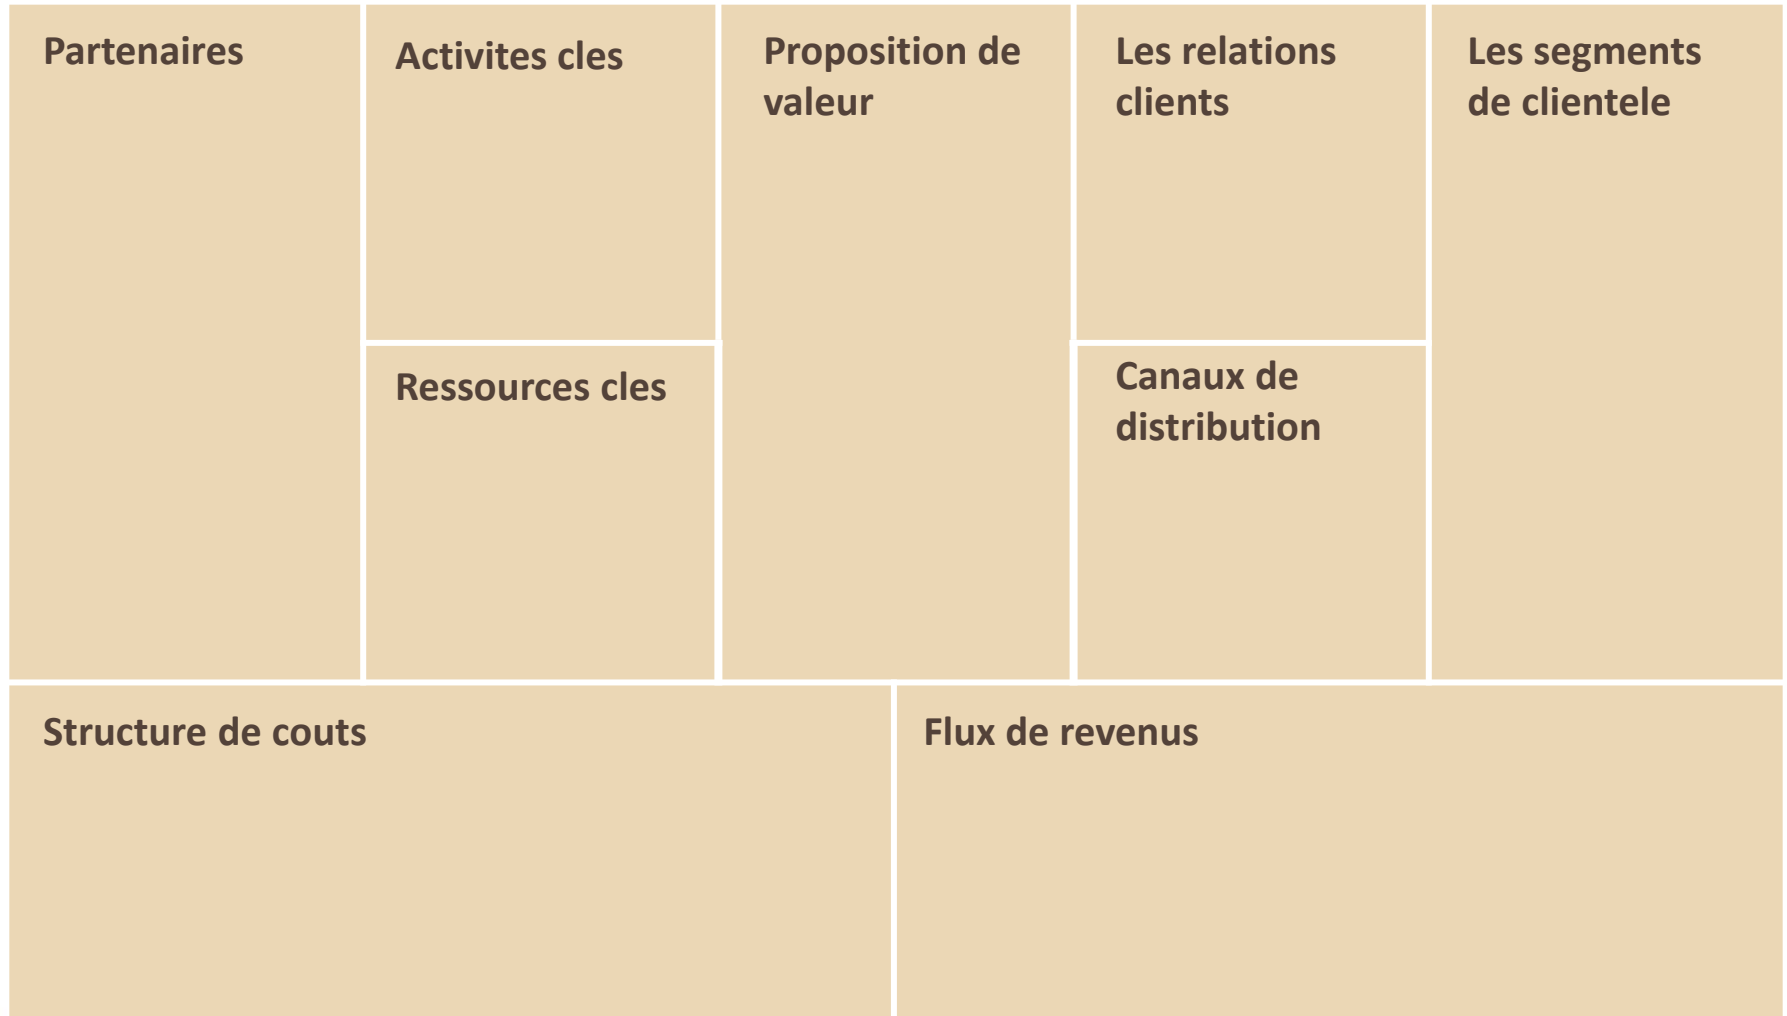 Partenaires
Activites cles
Ressources cles
Proposition de
valeur
Les relations
clients
Canaux de
distribution
Les segments
de clientele
Structure de couts
Flux de revenus